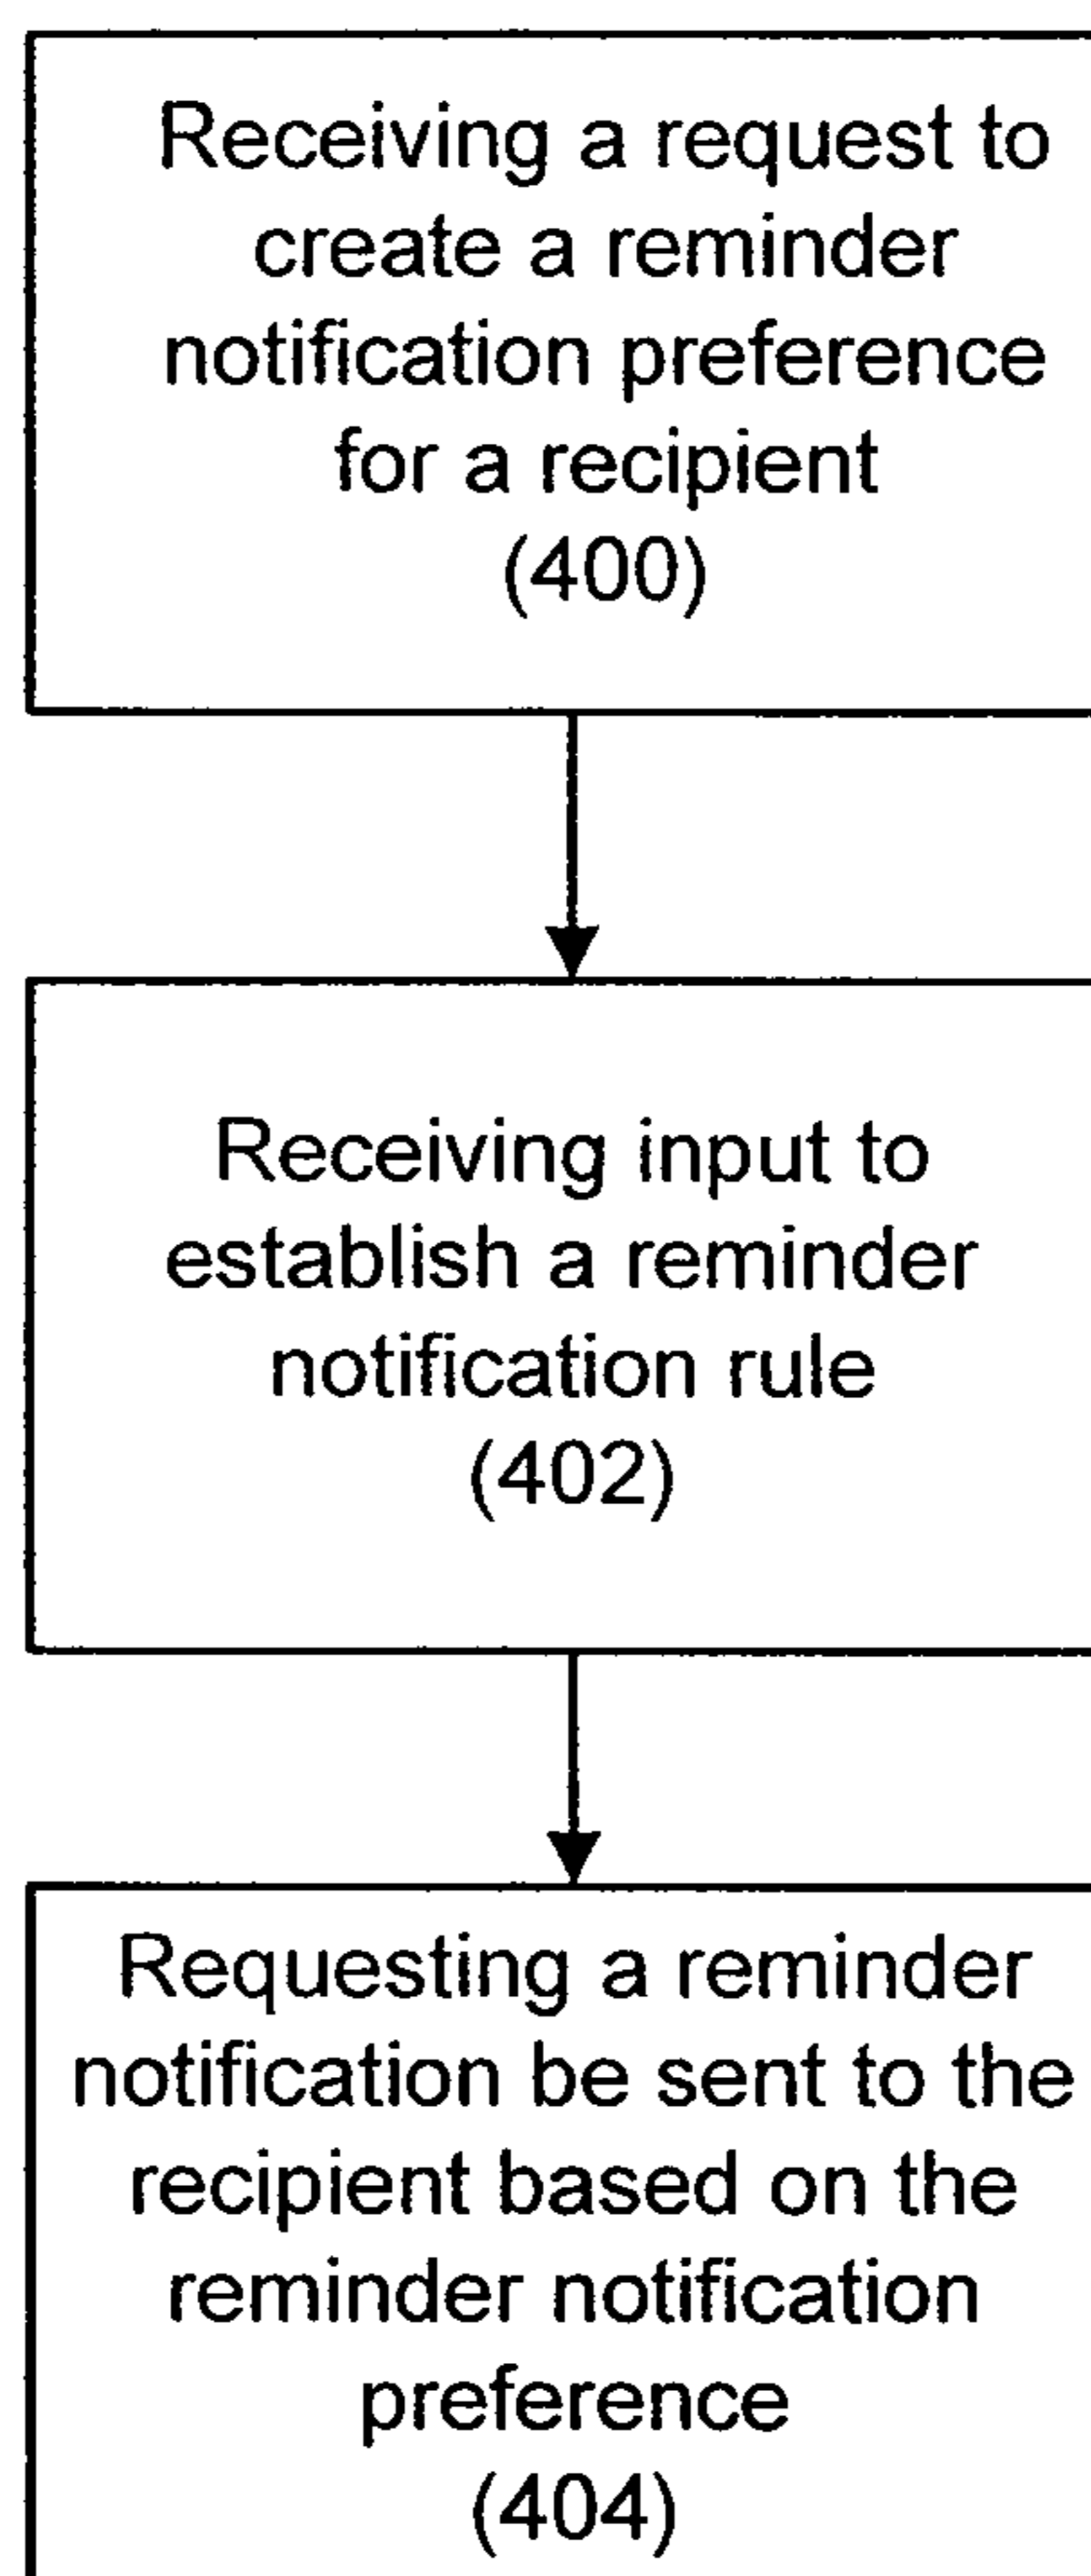 Receiving a request to
create a reminder
notification preference
for a recipient
(400)
Receiving input to
establish a reminder
notification rule
(402)
Requesting a reminder
notification be sent to the
recipient based on the
reminder notification
preference
(404)